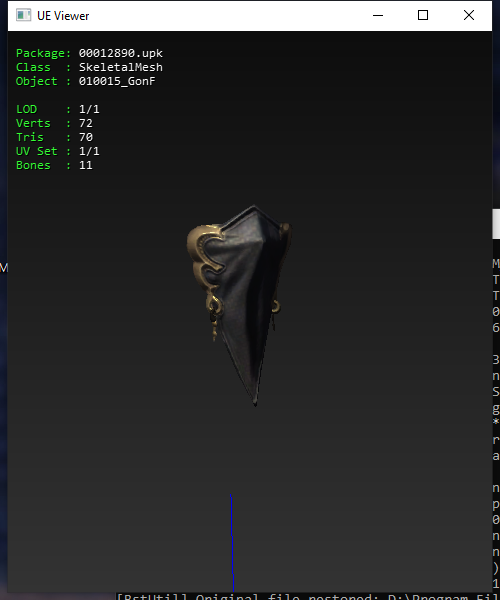 UE Viewer
Package: 00012890.upk
Class  : SkeletalMesh
Object : 010015_GonF
LOD    : 1/1
Verts  : 72
Tris   : 70
UV Set : 1/1
Bones  : 11
M
M
T
T
0
6
3
n
S
g
*
r
a
n
p
0
n
n
)
1
[BstUtil] Original file restored: D:\Program Fil